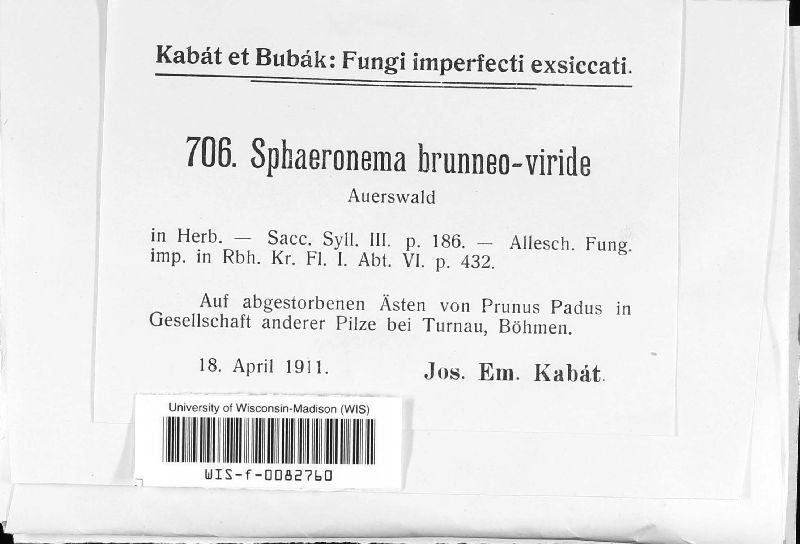 Kabát et Bubák: Fungi imperfecti exsiccati.
706. Sphaeronema brunneo-viride
Auerswald
in Herb. — Sacc. Syll. III. p. 186. — Allesch. Fung.
imp. in Rbh. Kr. Fl. I. Abt. VI. p. 432.
Auf abgestorbenen Ästen von Prunus Padus in
Gesellschaft anderer Pilze bei Turnau, Böhmen.
18. April 1911. Jos. Em. Kabát.
University of Wisconsin-Madison (WIS)
WIS-f-0082760